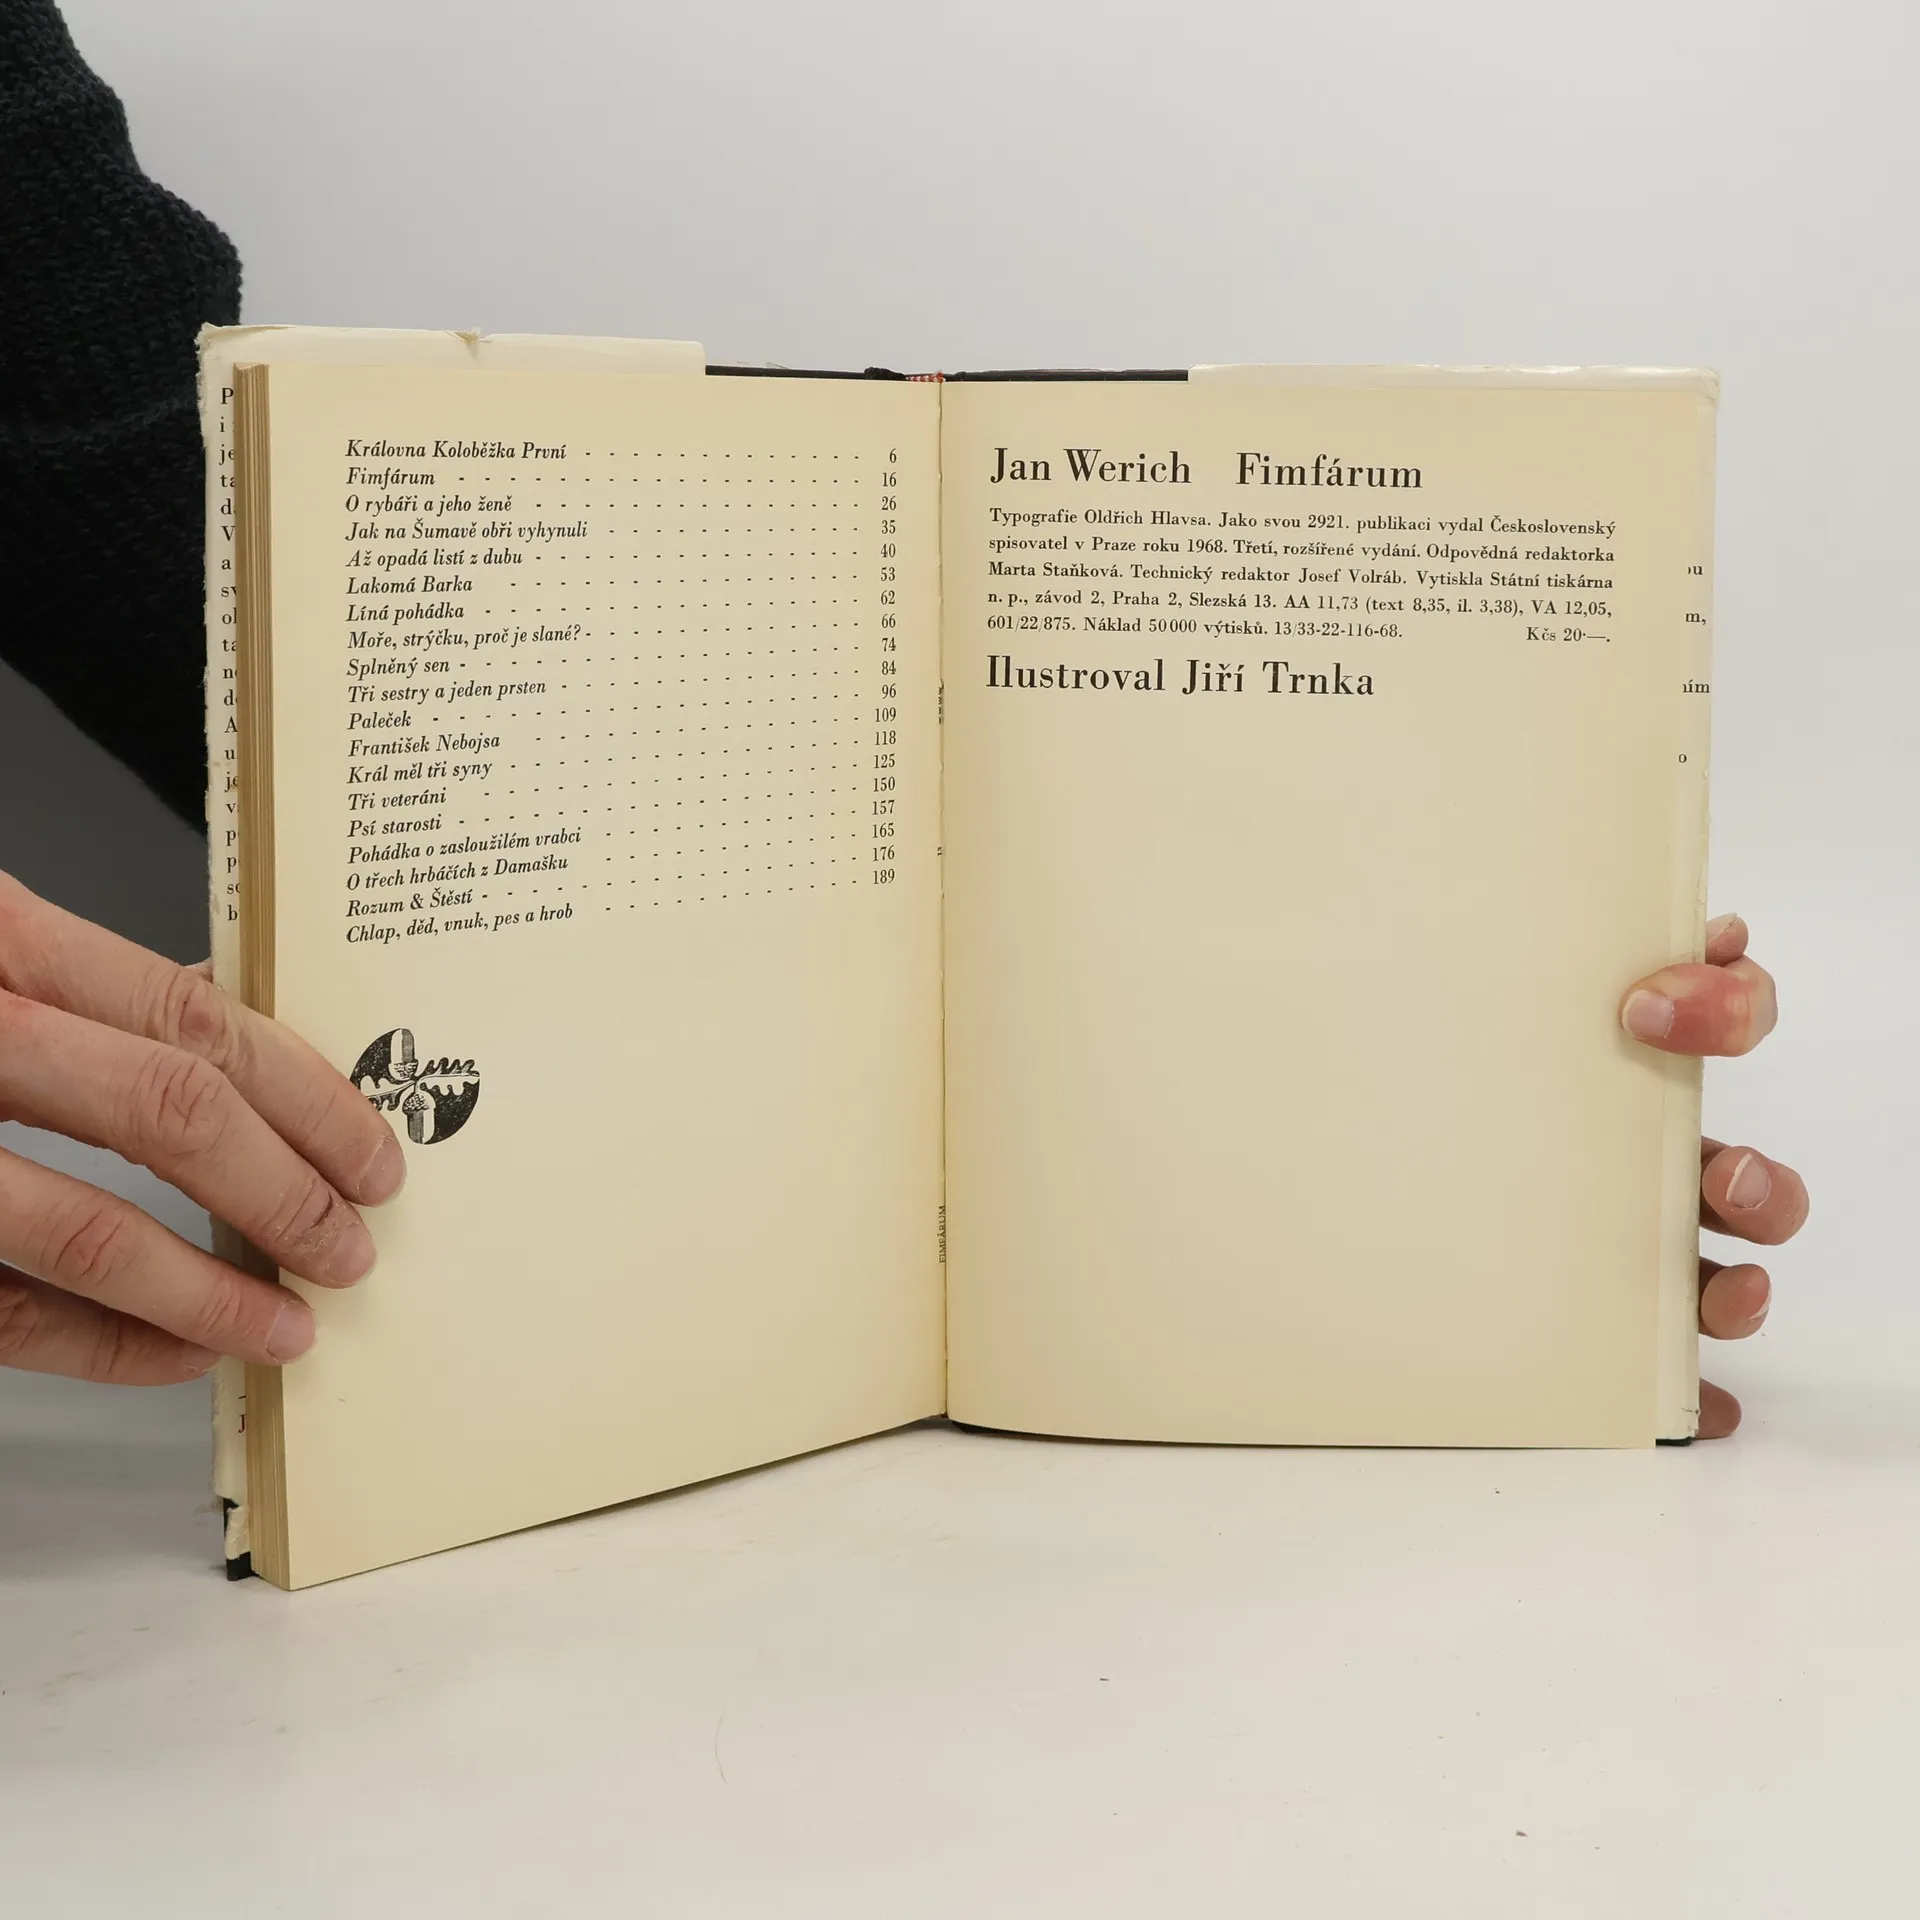 Královna Koloběžka První - - - - - - - - - - - - 6
Fimfárum - - - - - - - - - - - - - - - - 16
O rybáři a jeho ženě - - - - - - - - - - - - - - 26
Jak na Šumavě obři vyhynuli - - - - - - - - - - - 35
Až opadá listí z dubu - - - - - - - - - - - - - - 40
Lakomá Barka - - - - - - - - - - - - - - - 53
Líná pohádka - - - - - - - - - - - - - - - - 62
Moře, strýčku, proč je slané? - - - - - - - - - - - - 66
Splněný sen - - - - - - - - - - - - - - - - - 74
Tři sestry a jeden prsten - - - - - - - - - - - - - 84
Paleček - - - - - - - - - - - - - - - - - 96
František Nebojsa - - - - - - - - - - - - - - 109
Král měl tři syny - - - - - - - - - - - - - - - 118
Tři veteráni - - - - - - - - - - - - - - - - 125
Psí starosti - - - - - - - - - - - - - - - - - 150
Pohádka o zasloužilém vrabci - - - - - - - - - - - 157
O třech hrbáčích z Damašku - - - - - - - - - - - 165
Rozum & Štěstí - - - - - - - - - - - - - - - - 176
Chlap, děd, vnuk, pes a hrob - - - - - - - - - - - 189
Jan Werich Fimfárum
Typografie Oldřich Hlavsa. Jako svou 2921. publikaci vydal Československý
spisovatel v Praze roku 1968. Třetí, rozšířené vydání. Odpovědná redaktorka
Marta Staňková. Technický redaktor Josef Volráb. Vytiskla Státní tiskárna
n. p., závod 2, Praha 2, Slezská 13. AA 11,73 (text 8,35, il. 3,38), VA 12,05,
601/22/875. Náklad 50 000 výtisků. 13/33-22-116-68. Kčs 20·—.
Ilustroval Jiří Trnka
FIMFÁRUM